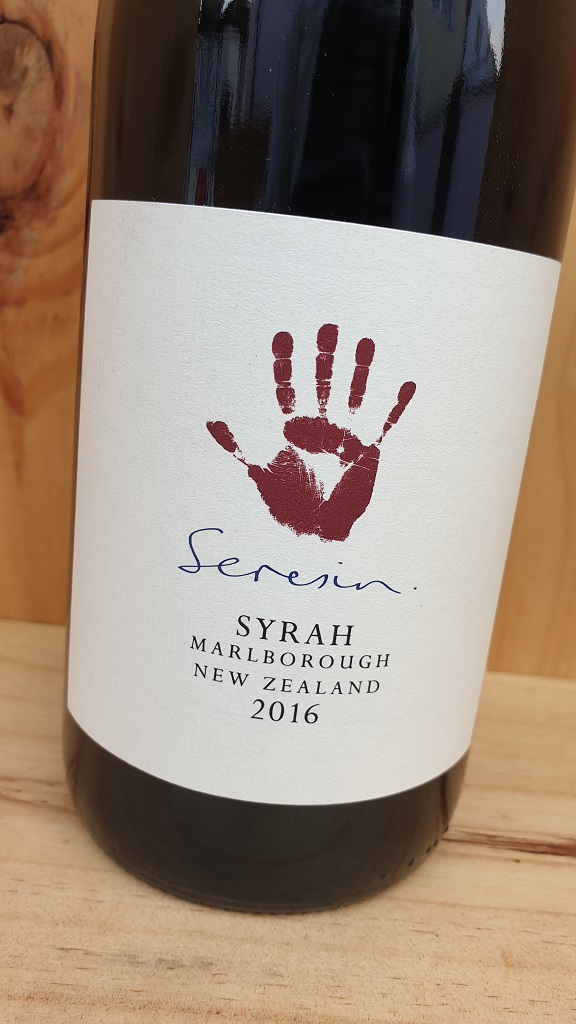 Seresin.
SYRAH
MARLBOROUGH
NEW ZEALAND
2016